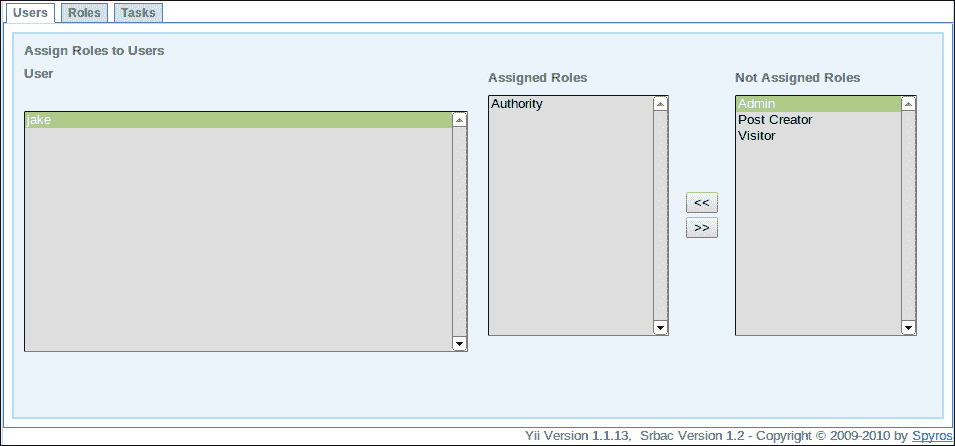 Users Roles Tasks
Assign Roles to Users
User
Assigned Roles
Not Assigned Roles
jake
Authority
Admin
Post Creator
Visitor
<<
>>
Yii Version 1.1.13,  Srbac Version 1.2 - Copyright © 2009-2010 by Spyros